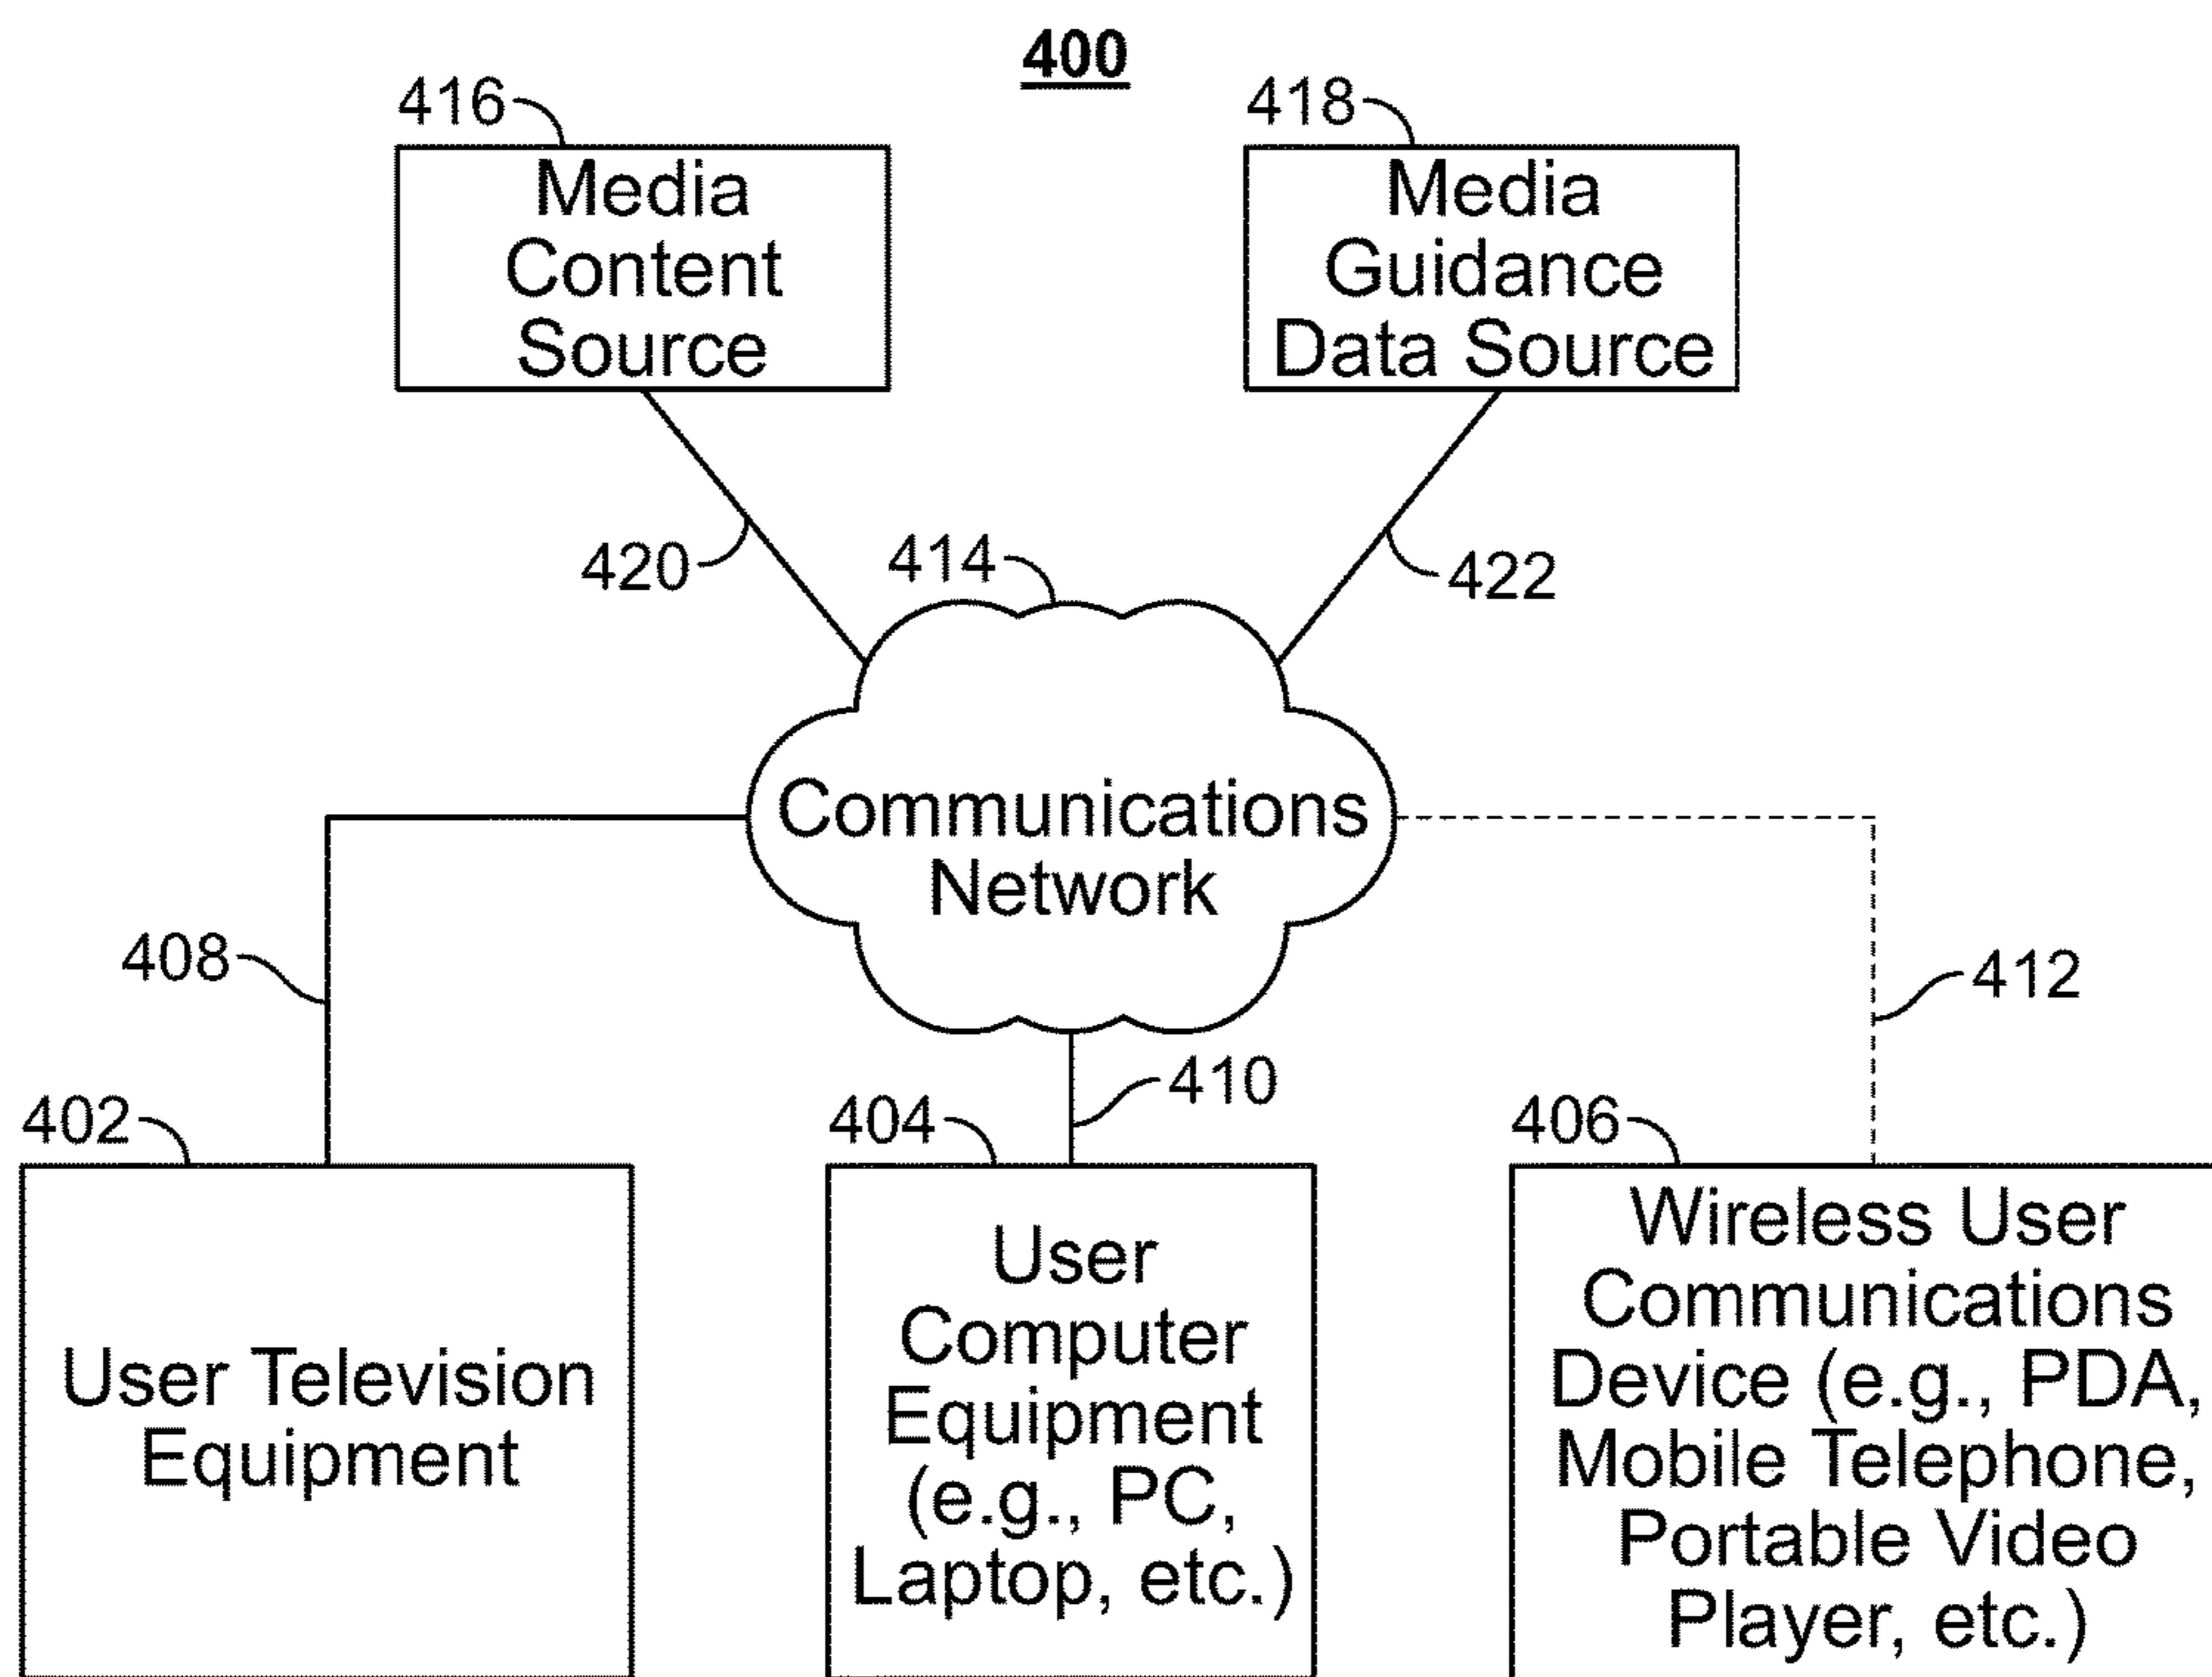 400
416
418
Media
Content
Source
Media
Guidance
Data Source
420
414
422
Communications
Network
408
412
410
402
404
406
User Television
Equipment
User
Computer
Equipment
(e.g., PC,
Laptop, etc.)
Wireless User
Communications
Device (e.g., PDA,
Mobile Telephone,
Portable Video
Player, etc.)